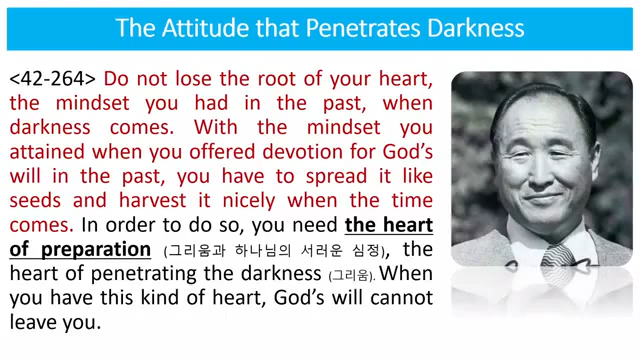 The Attitude that Penetrates Darkness
<42-264> Do not lose the root of your heart,
the mindset you had in the past, when
darkness comes. With the mindset you
attained when you offered devotion for God's
will in the past, you have to spread it like
seeds and harvest it nicely when the time
comes. In order to do so, you need the heart
of preparation (그리움과 하나님의 서러운 심정), the
heart of penetrating the darkness (그리움). When
you have this kind of heart, God's will cannot
leave you.